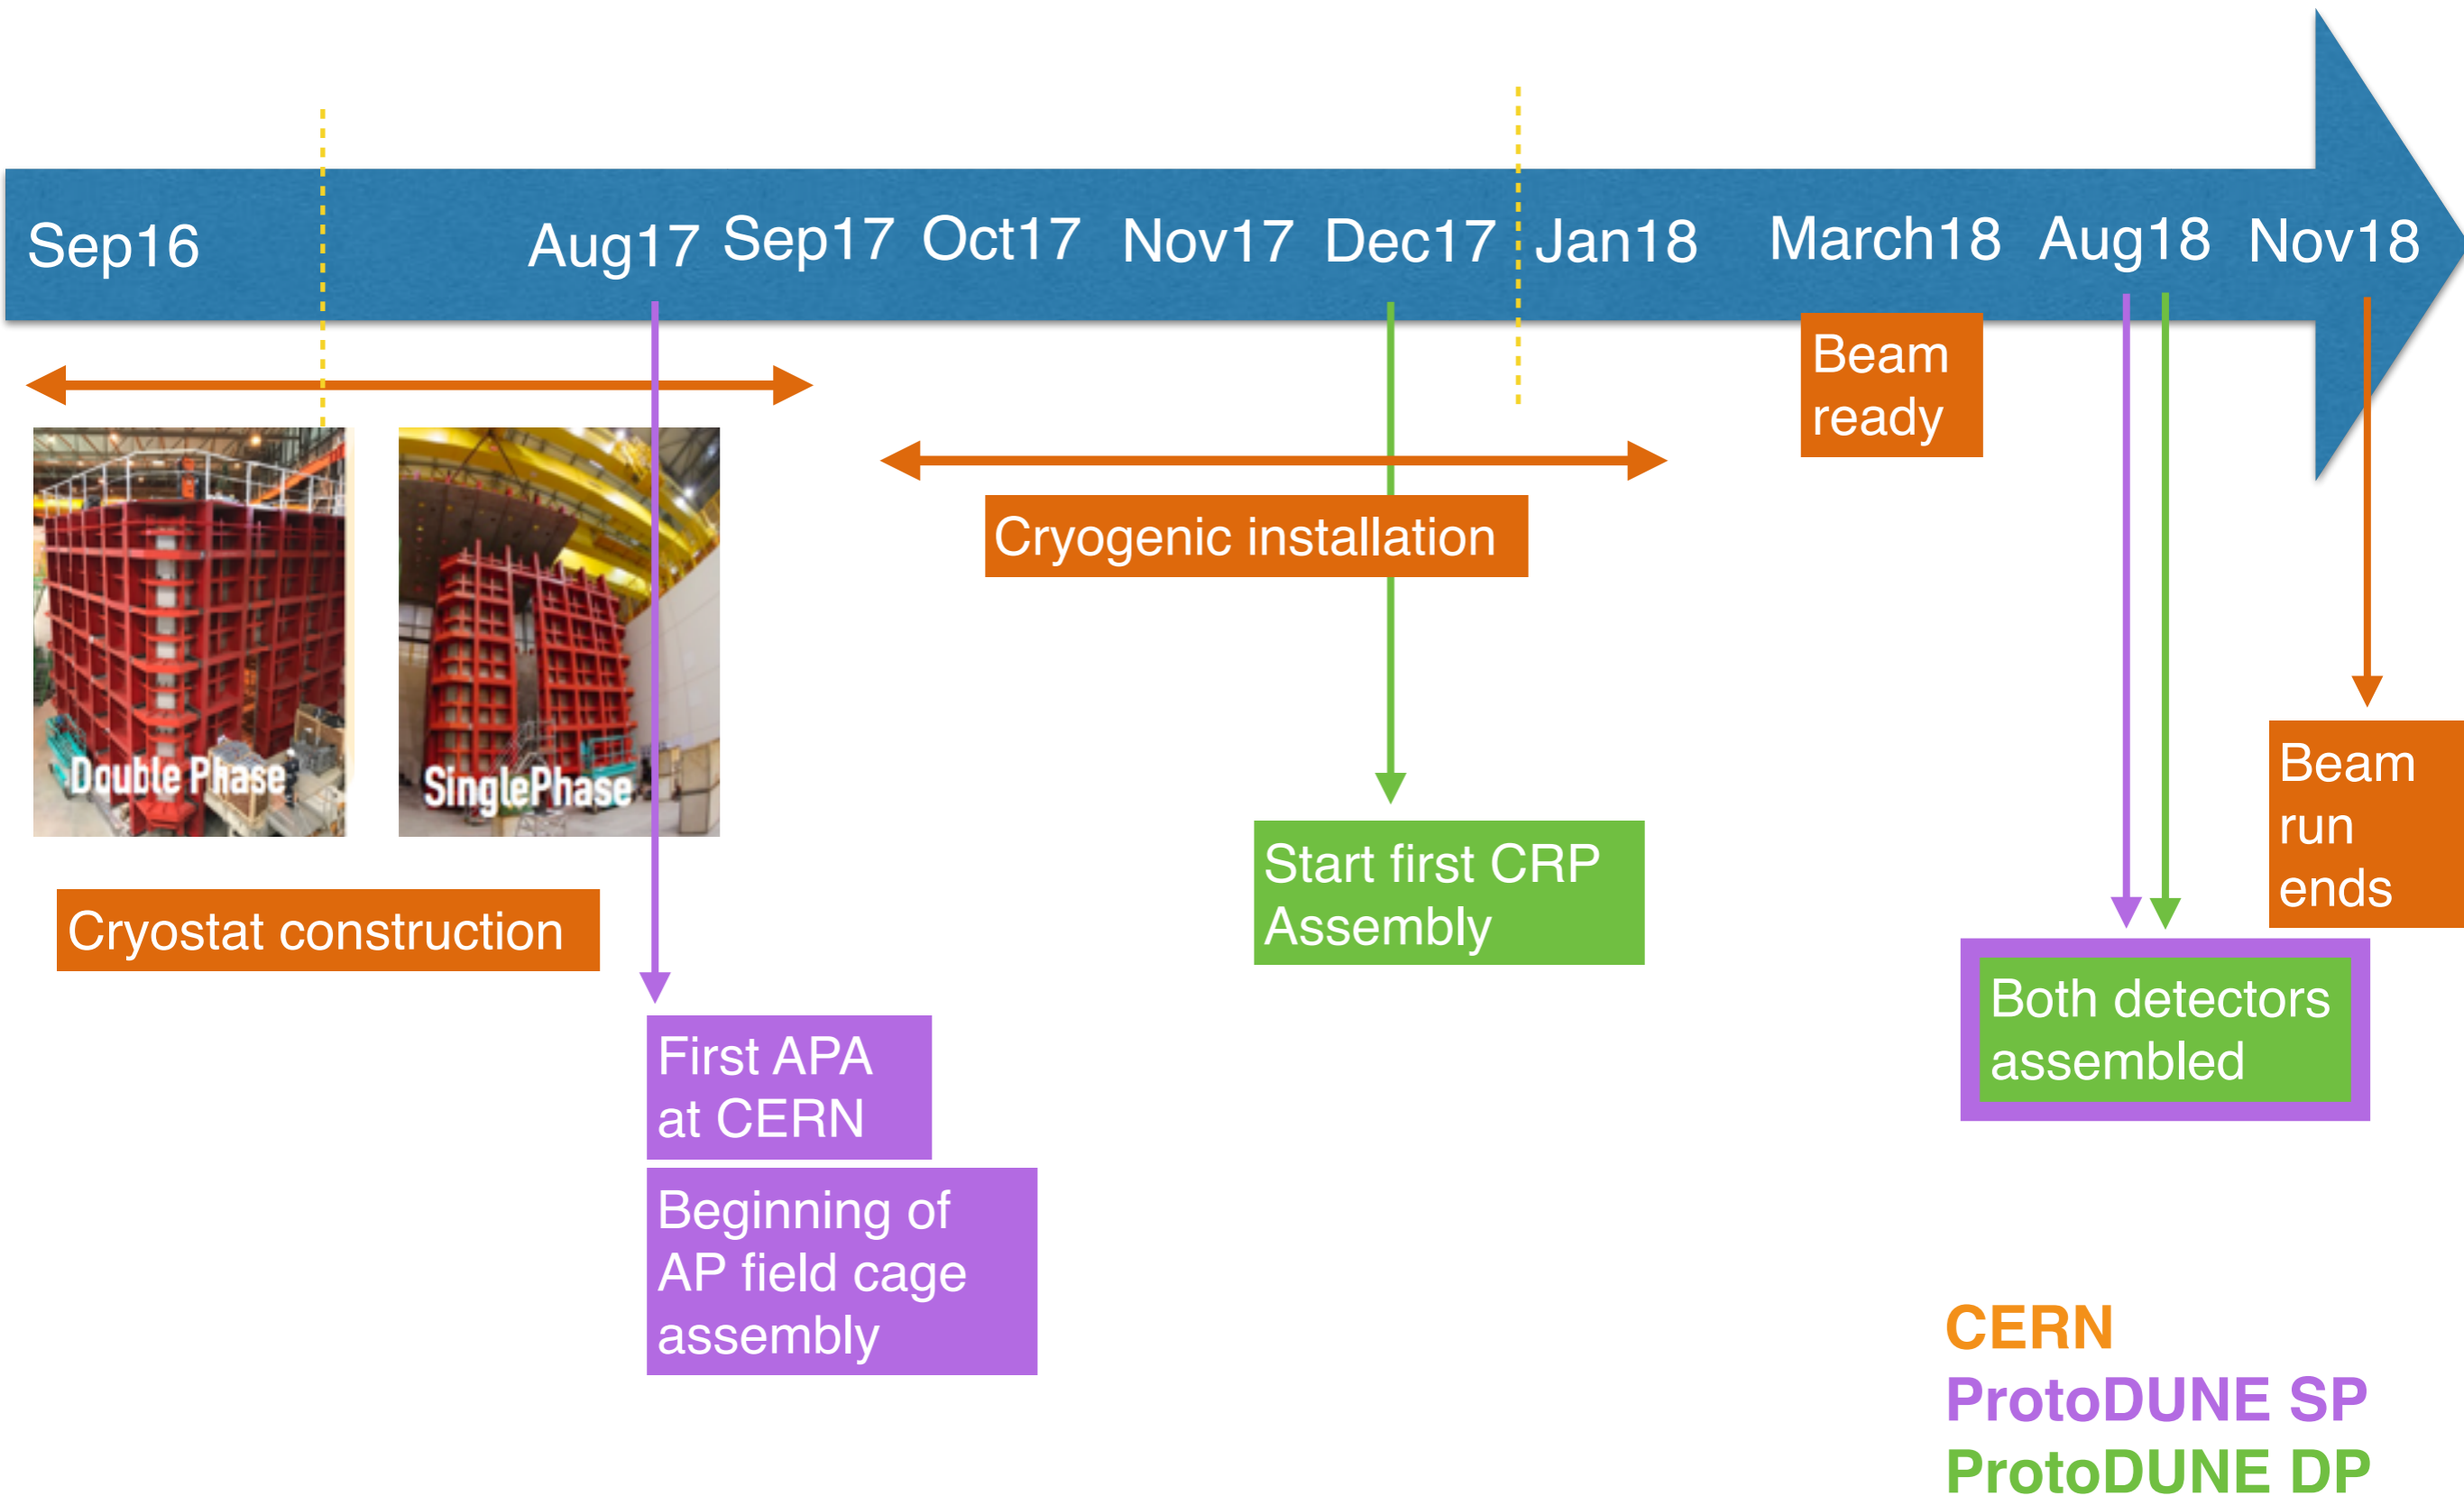 Sep16
Aug17
Sep17
Oct17
Nov17
Dec17
Jan18
March18
Aug18
Nov18
Beam
ready
Cryogenic installation
Double Phase
SinglePhase
Cryostat construction
Start first CRP
Assembly
Beam
run
ends
Both detectors
assembled
First APA
at CERN
Beginning of
AP field cage
assembly
CERN
ProtoDUNE SP
ProtoDUNE DP